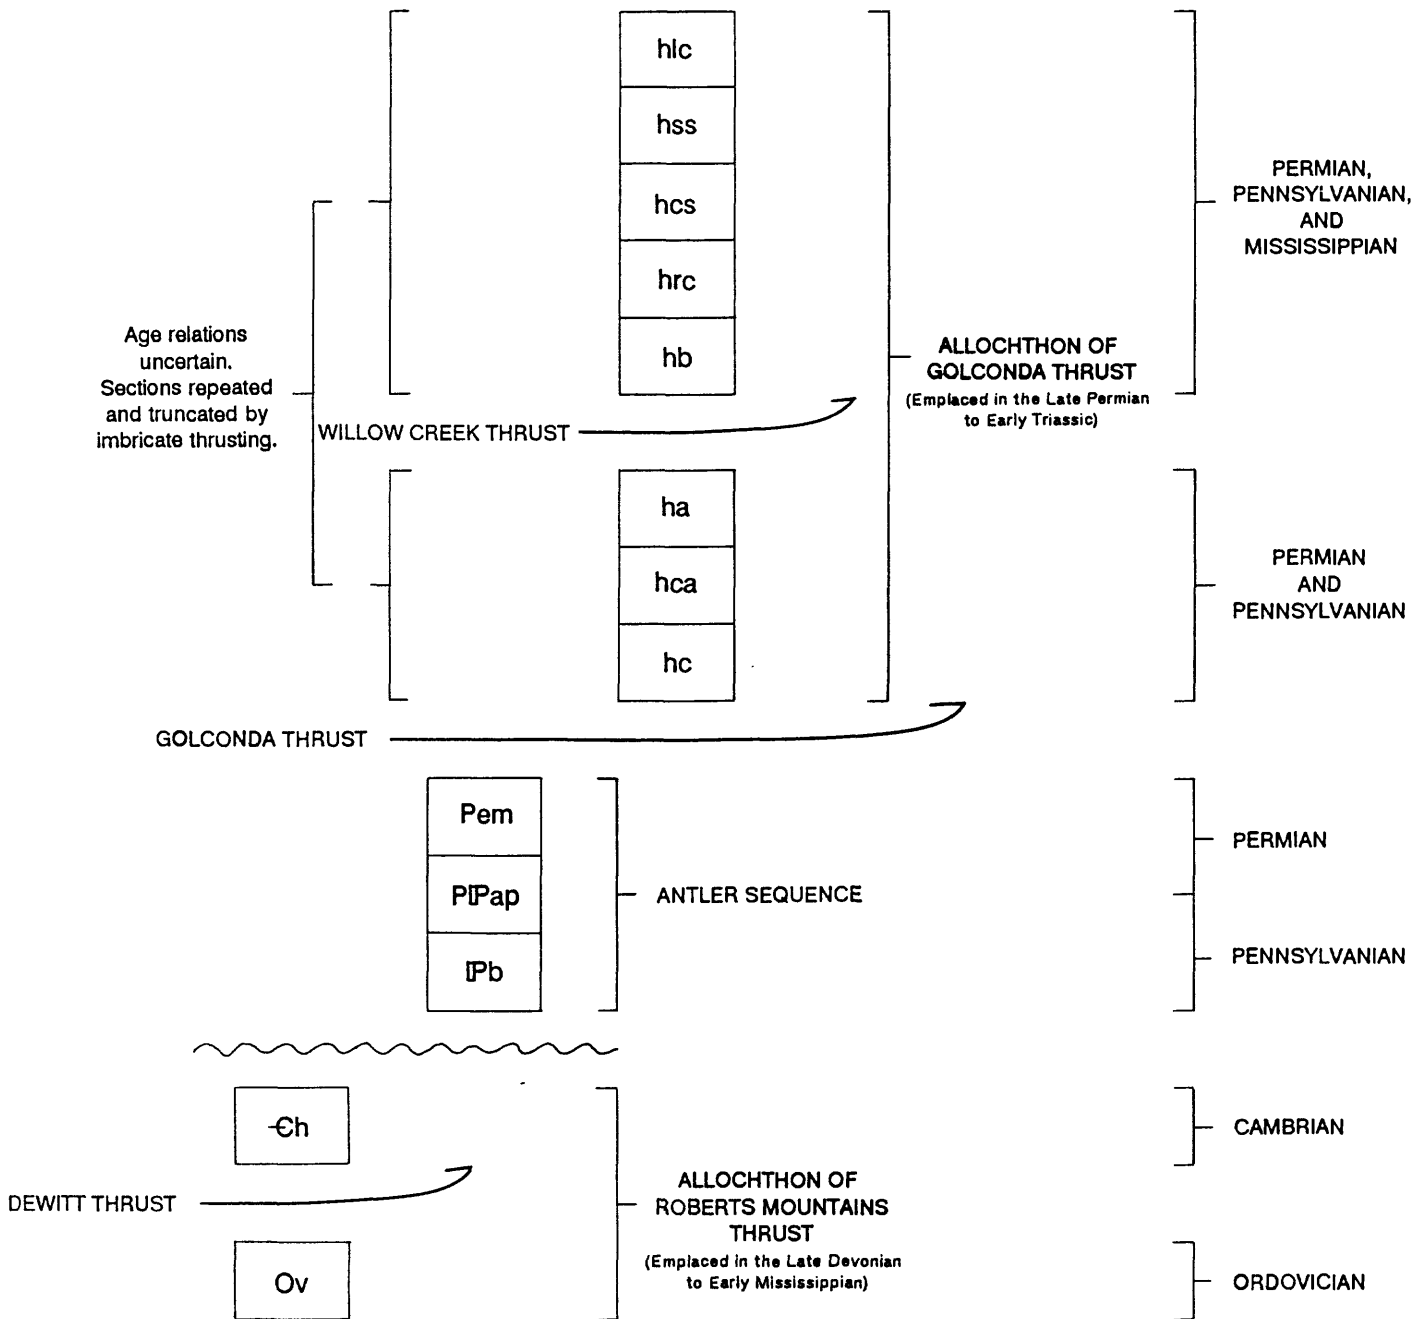 hlc
hss
hcs
hrc
hb
PERMIAN,
PENNSYLVANIAN,
AND
MISSISSIPPIAN
Age relations
uncertain.
Sections repeated
and truncated by
imbricate thrusting.
ALLOCHTHON OF
GOLCONDA THRUST
(Emplaced in the Late Permian
to Early Triassic)
WILLOW CREEK THRUST
ha
hca
hc
PERMIAN
AND
PENNSYLVANIAN
GOLCONDA THRUST
Pem
PℙPap
ℙb
ANTLER SEQUENCE
PERMIAN
PENNSYLVANIAN
Ꞓh
CAMBRIAN
DEWITT THRUST
ALLOCHTHON OF
ROBERTS MOUNTAINS
THRUST
(Emplaced in the Late Devonian
to Early Mississippian)
Ov
ORDOVICIAN